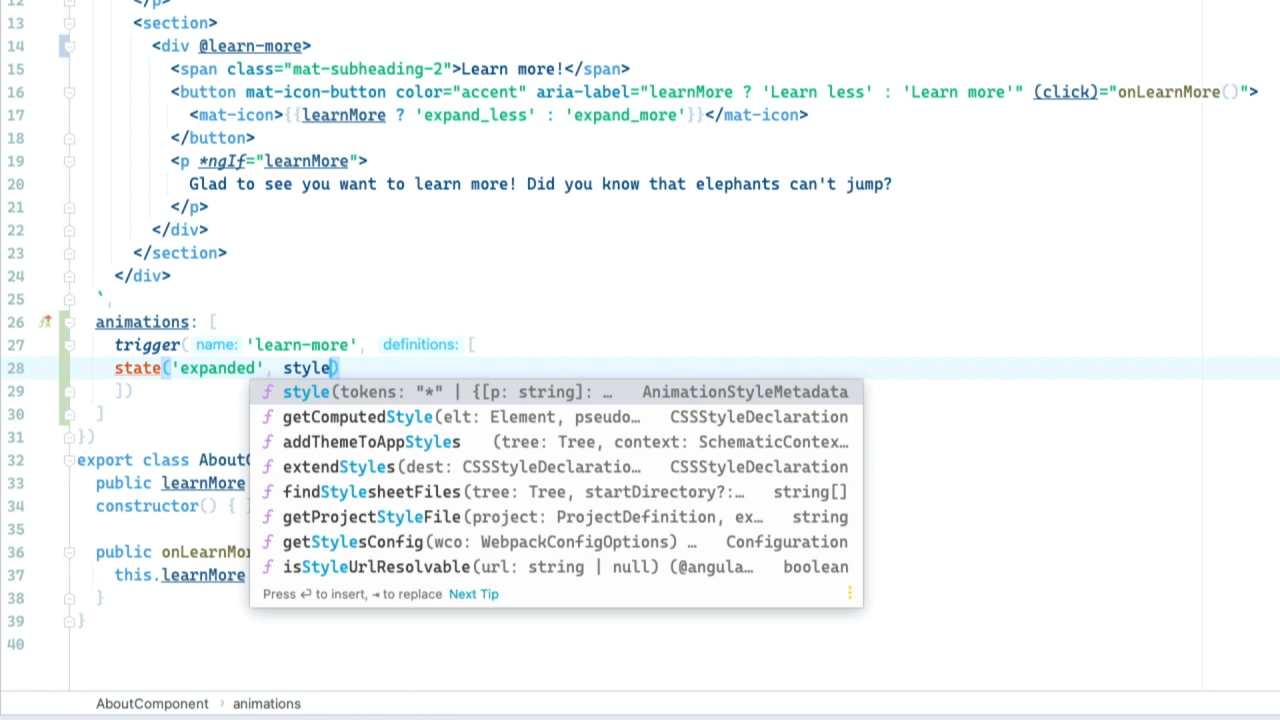 12 </p>
13 <section>
14 <div @learn-more>
15 <span class="mat-subheading-2">Learn more!</span>
16 <button mat-icon-button color="accent" aria-label="learnMore ? 'Learn less' : 'Learn more'" (click)="onLearnMore()">
17 <mat-icon>{{learnMore ? 'expand_less' : 'expand_more'}}</mat-icon>
18 </button>
19 <p *ngIf="learnMore">
20 Glad to see you want to learn more! Did you know that elephants can't jump?
21 </p>
22 </div>
23 </section>
24 </div>
25 `,
26 animations: [
27 trigger( name: 'learn-more', definitions: [
28 state('expanded', style)
29 ])
30 ]
31 })
32 export class AboutC
33 public learnMore
34 constructor() { }
35
36 public onLearnMo
37 this.learnMore
38 }
39 }
40
style(tokens: "*" | {[p: string]: … AnimationStyleMetadata
getComputedStyle(elt: Element, pseudo… CSSStyleDeclaration
addThemeToAppStyles (tree: Tree, context: SchematicContex…
extendStyles(dest: CSSStyleDeclaratio… CSSStyleDeclaration
findStylesheetFiles(tree: Tree, startDirectory?:… string[]
getProjectStyleFile(project: ProjectDefinition, ex… string
getStylesConfig(wco: WebpackConfigOptions) … Configuration
isStyleUrlResolvable(url: string | null) (@angula… boolean
Press ↵ to insert, ⇥ to replace Next Tip
AboutComponent › animations